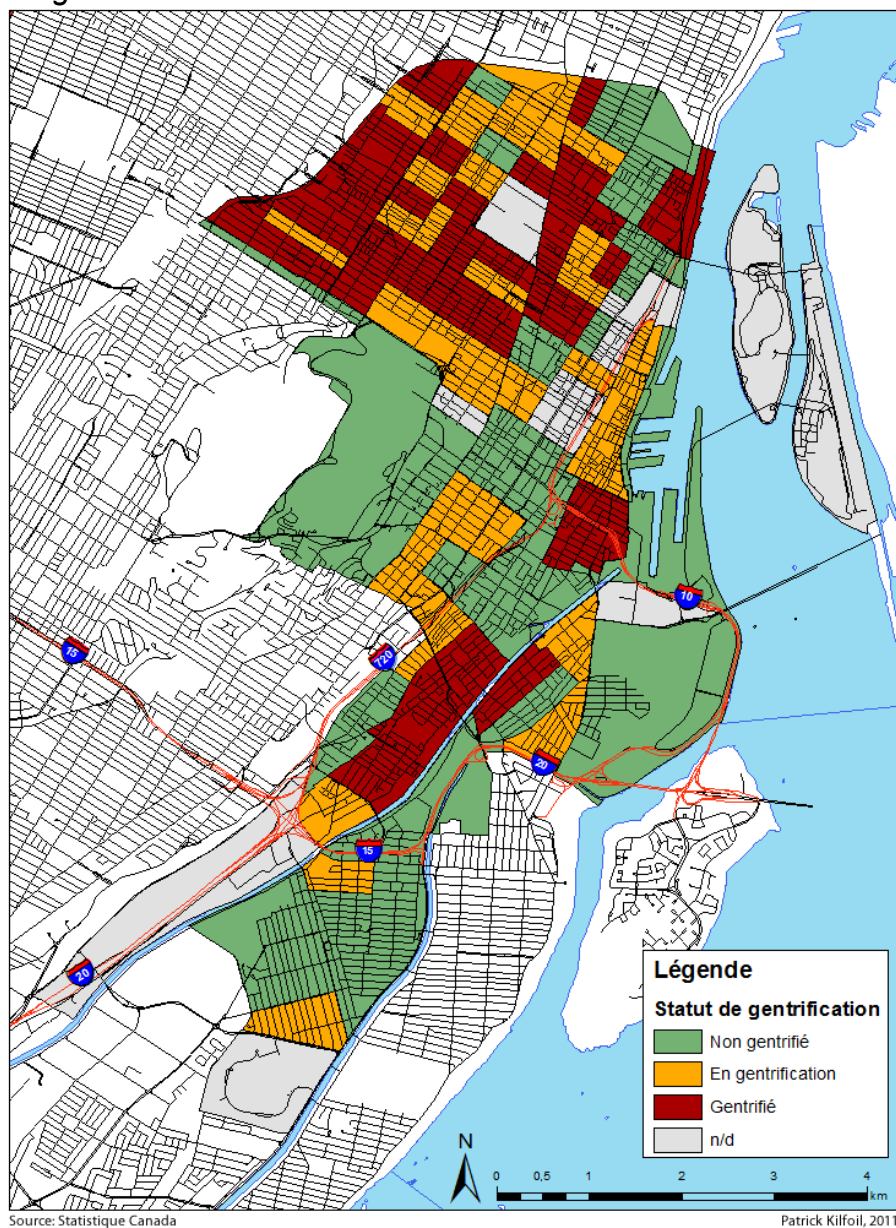 15
720
10
20
15
20
Légende
Statut de gentrification
Non gentrifié
En gentrification
Gentrifié
n/d
N
0 0,5 1 2 3 4
km
Source: Statistique Canada
Patrick Kilfoil, 2011